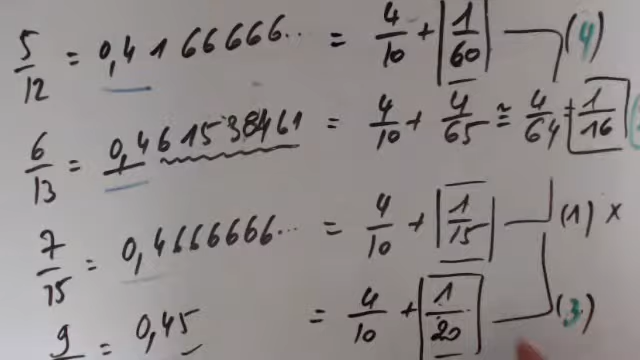 5/12 = 0,4166666.. = 4/10 + 1/60 (4)
6/13 = 0,461538461 = 4/10 + 4/65 ≅ 4/64 = 1/16
7/15 = 0,4666666.. = 4/10 + 1/15 (1) x
9 = 0,45 = 4/10 + 1/20 (3)